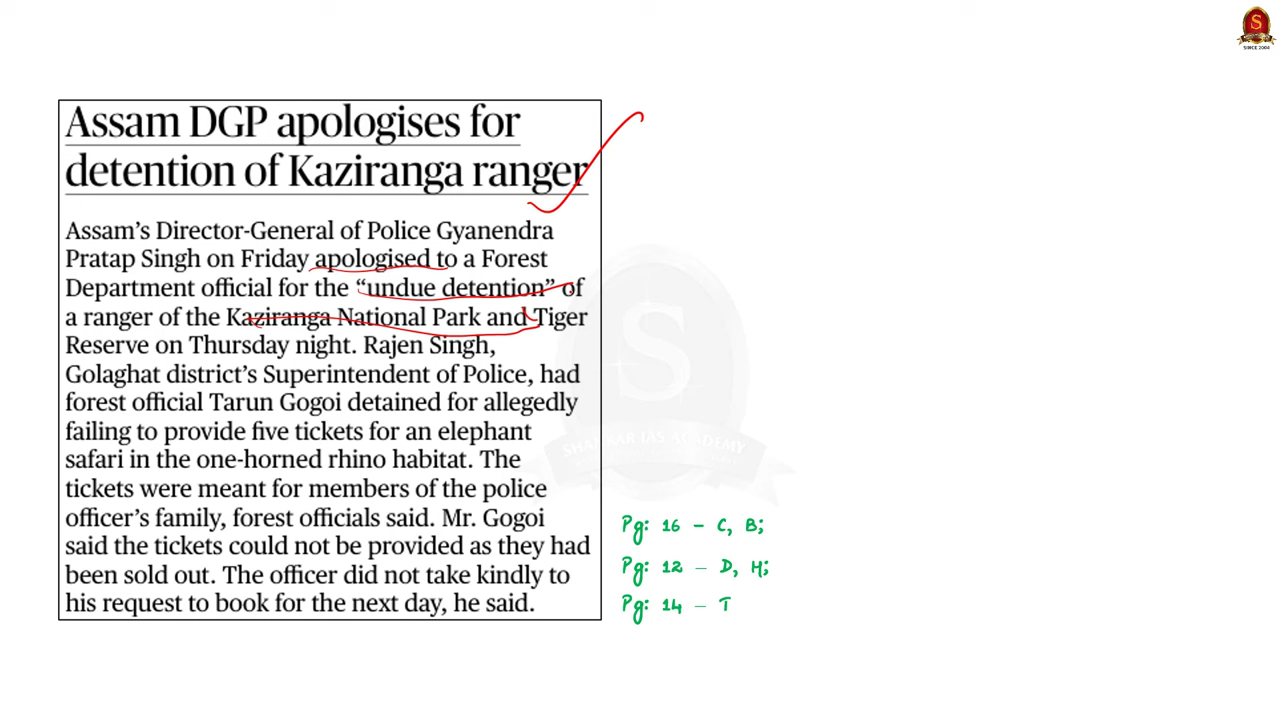 S
SINCE 2004
Assam DGP apologises for
detention of Kaziranga ranger
Assam's Director-General of Police Gyanendra
Pratap Singh on Friday apologised to a Forest
Department official for the “undue detention” of
a ranger of the Kaziranga National Park and Tiger
Reserve on Thursday night. Rajen Singh,
Golaghat district's Superintendent of Police, had
forest official Tarun Gogoi detained for allegedly
failing to provide five tickets for an elephant
safari in the one-horned rhino habitat. The
tickets were meant for members of the police
officer's family, forest officials said. Mr. Gogoi
said the tickets could not be provided as they had
been sold out. The officer did not take kindly to
his request to book for the next day, he said.
S
SHANKAR IAS ACADEMY
Pg: 16 - C, B;
Pg: 12 - D, H;
Pg: 14 - T